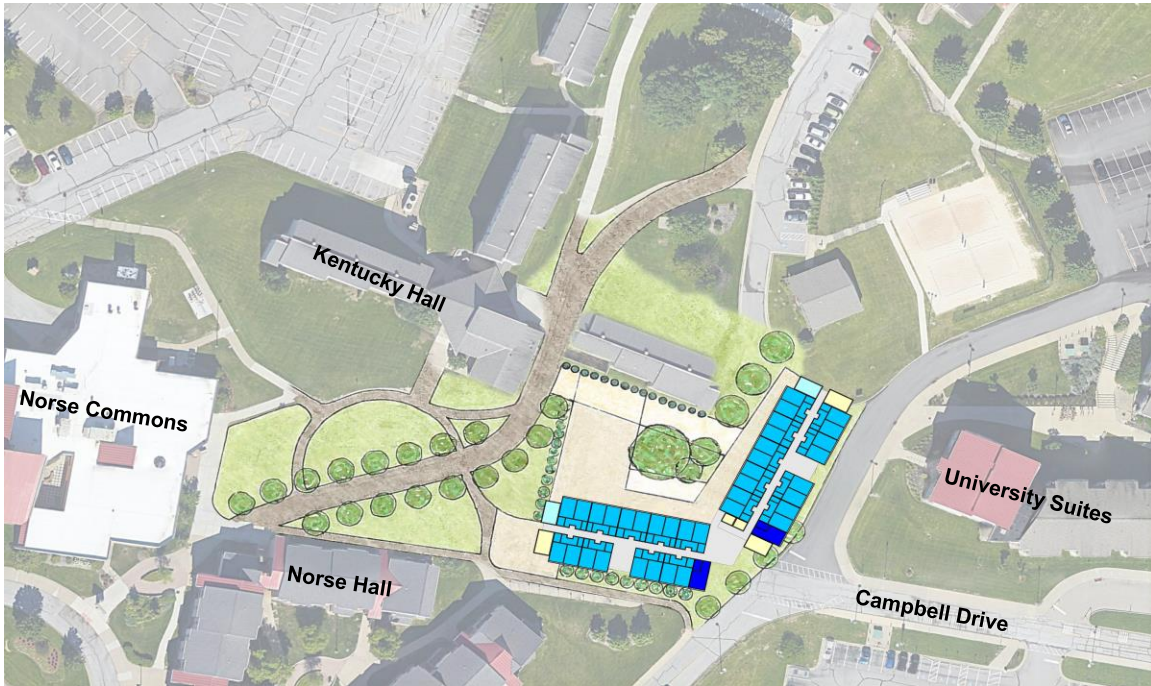 Kentucky Hall
Norse Commons
University Suites
Norse Hall
Campbell Drive